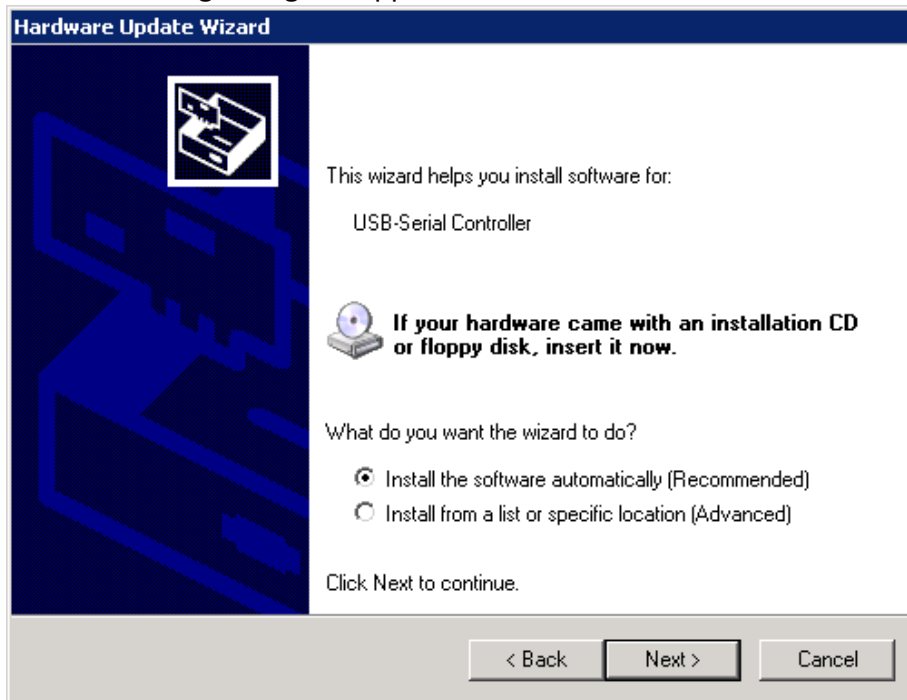 Hardware Update Wizard
This wizard helps you install software for:
USB-Serial Controller
If your hardware came with an installation CD
or floppy disk, insert it now.
What do you want the wizard to do?
Install the software automatically (Recommended)
Install from a list or specific location (Advanced)
Click Next to continue.
< Back
Next >
Cancel